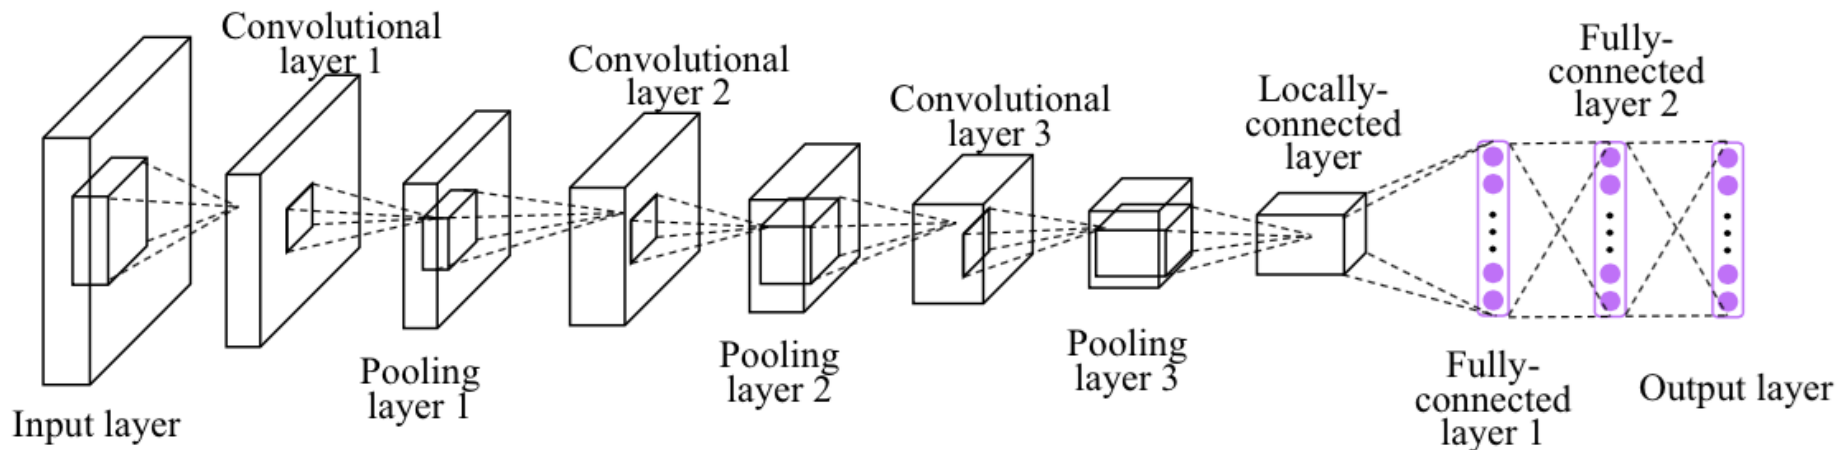 Input layer
Convolutional
layer 1
Pooling
layer 1
Convolutional
layer 2
Pooling
layer 2
Convolutional
layer 3
Pooling
layer 3
Locally-
connected
layer
Fully-
connected
layer 1
Fully-
connected
layer 2
Output layer